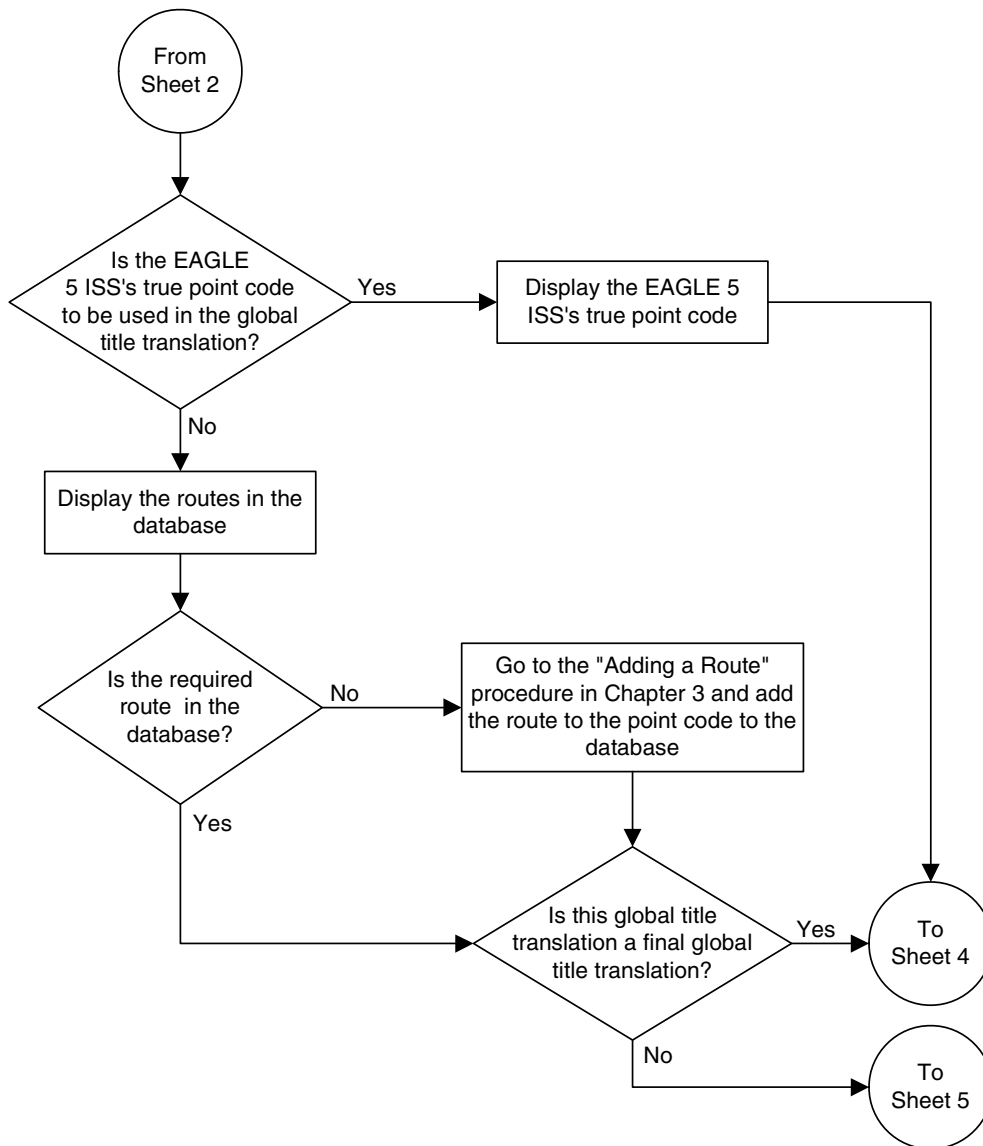 From
Sheet 2
Is the EAGLE
5 ISS's true point code
to be used in the global
title translation?
Yes
Display the EAGLE 5
ISS's true point code
No
Display the routes in the
database
Is the required
route in the
database?
No
Go to the "Adding a Route"
procedure in Chapter 3 and add
the route to the point code to the
database
Yes
Is this global title
translation a final global
title translation?
Yes
To
Sheet 4
No
To
Sheet 5